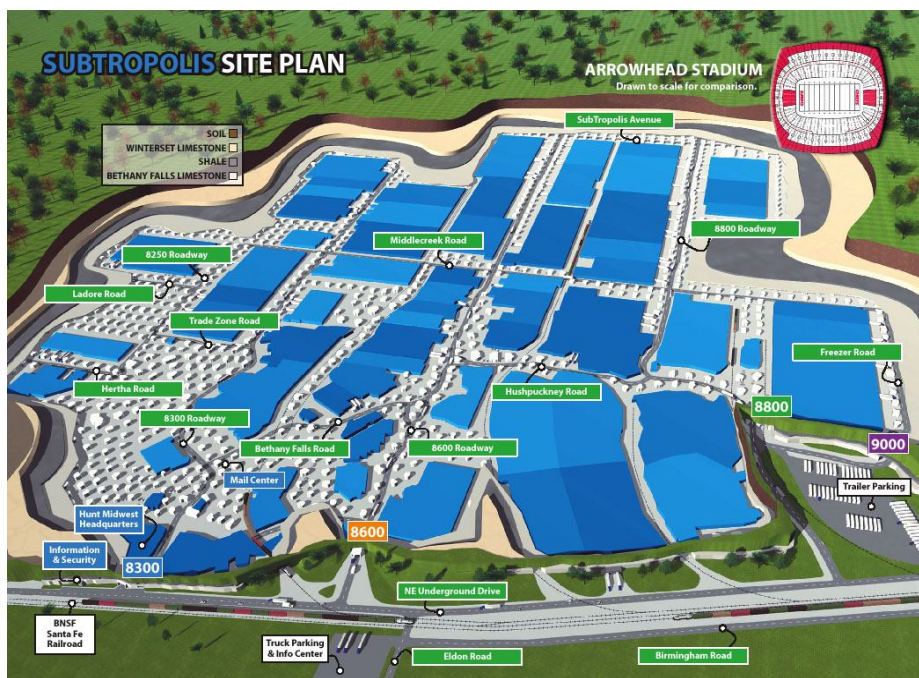 SUBTROPOLIS SITE PLAN
ARROWHEAD STADIUM
Drawn to scale for comparison.
SubTropolis Avenue
SOIL
WINTERSET LIMESTONE
SHALE
BETHANY FALLS LIMESTONE
Middlecreek Road
8800 Roadway
8250 Roadway
Ladore Road
Trade Zone Road
Freezer Road
Hertha Road
Hushpuckney Road
8300 Roadway
8800
Bethany Falls Road
8600 Roadway
9000
Mail Center
Trailer Parking
Hunt Midwest
Headquarters
8600
Information
& Security
8300
NE Underground Drive
BNSF
Santa Fe
Railroad
Truck Parking
& Info Center
Eldon Road
Birmingham Road